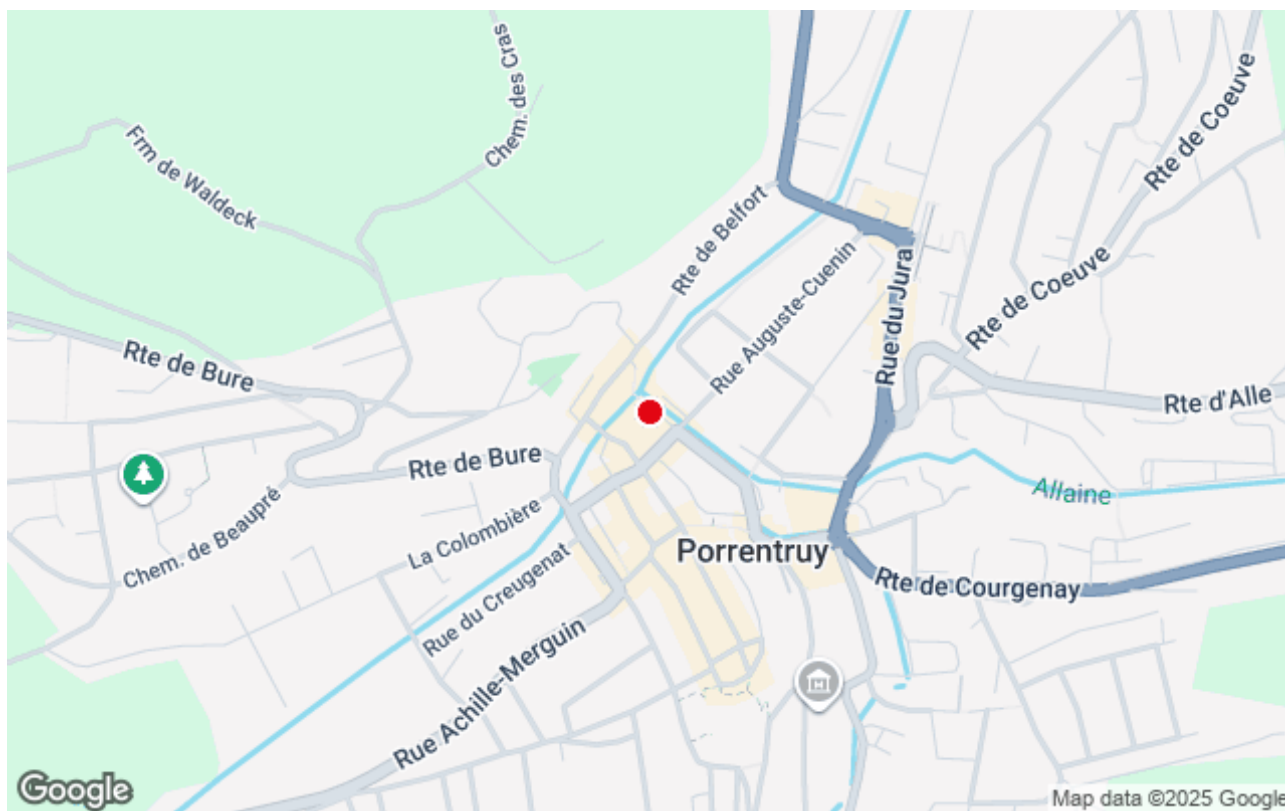 Chem. des Cras
Frm de Waldeck
Rte de Belfort
Rte de Coeuve
Rue Auguste-Cuenin
Rue du Jura
Rte de Coeuve
Rte de Bure
Rte d'Alle
Rte de Bure
Allaine
Chem. de Beaupré
La Colombière
Porrentruy
Rue du Creugenat
Rte de Courgenay
Rue Achille-Merguin
Google
Map data ©2025 Google